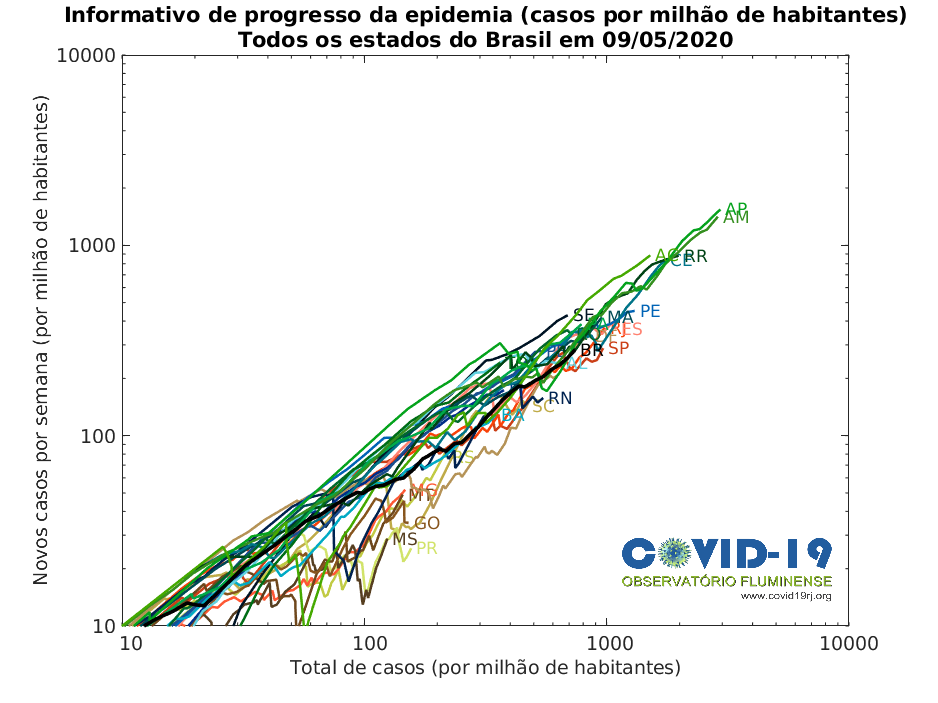 Informativo de progresso da epidemia (casos por milhão de habitantes)
Todos os estados do Brasil em 09/05/2020
Novos casos por semana (por milhão de habitantes)
10000
1000
100
10
AP
AM
AC
CE
RR
PE
SE
MA
RJ
ES
BR
SP
RN
SC
BA
RS
MG
MT
GO
MS
PR
COVID-19
OBSERVATÓRIO FLUMINENSE
www.covid19rj.org
10
100
1000
10000
Total de casos (por milhão de habitantes)